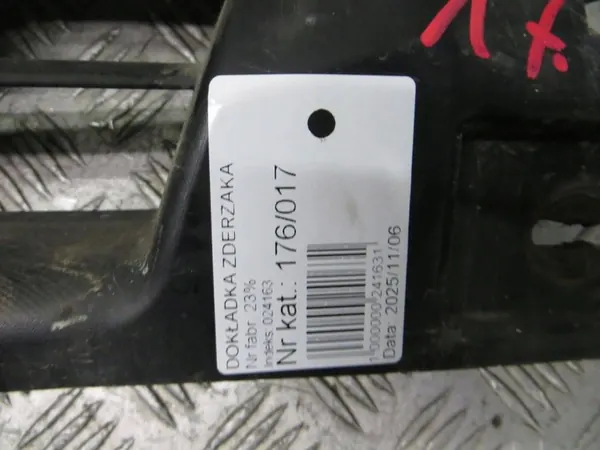 DOKŁADKA ZDERZAKA
Nr fabr. 23%
Indeks: 024163
Nr kat.: 176/017
1000000241631
Data: 2025/11/06